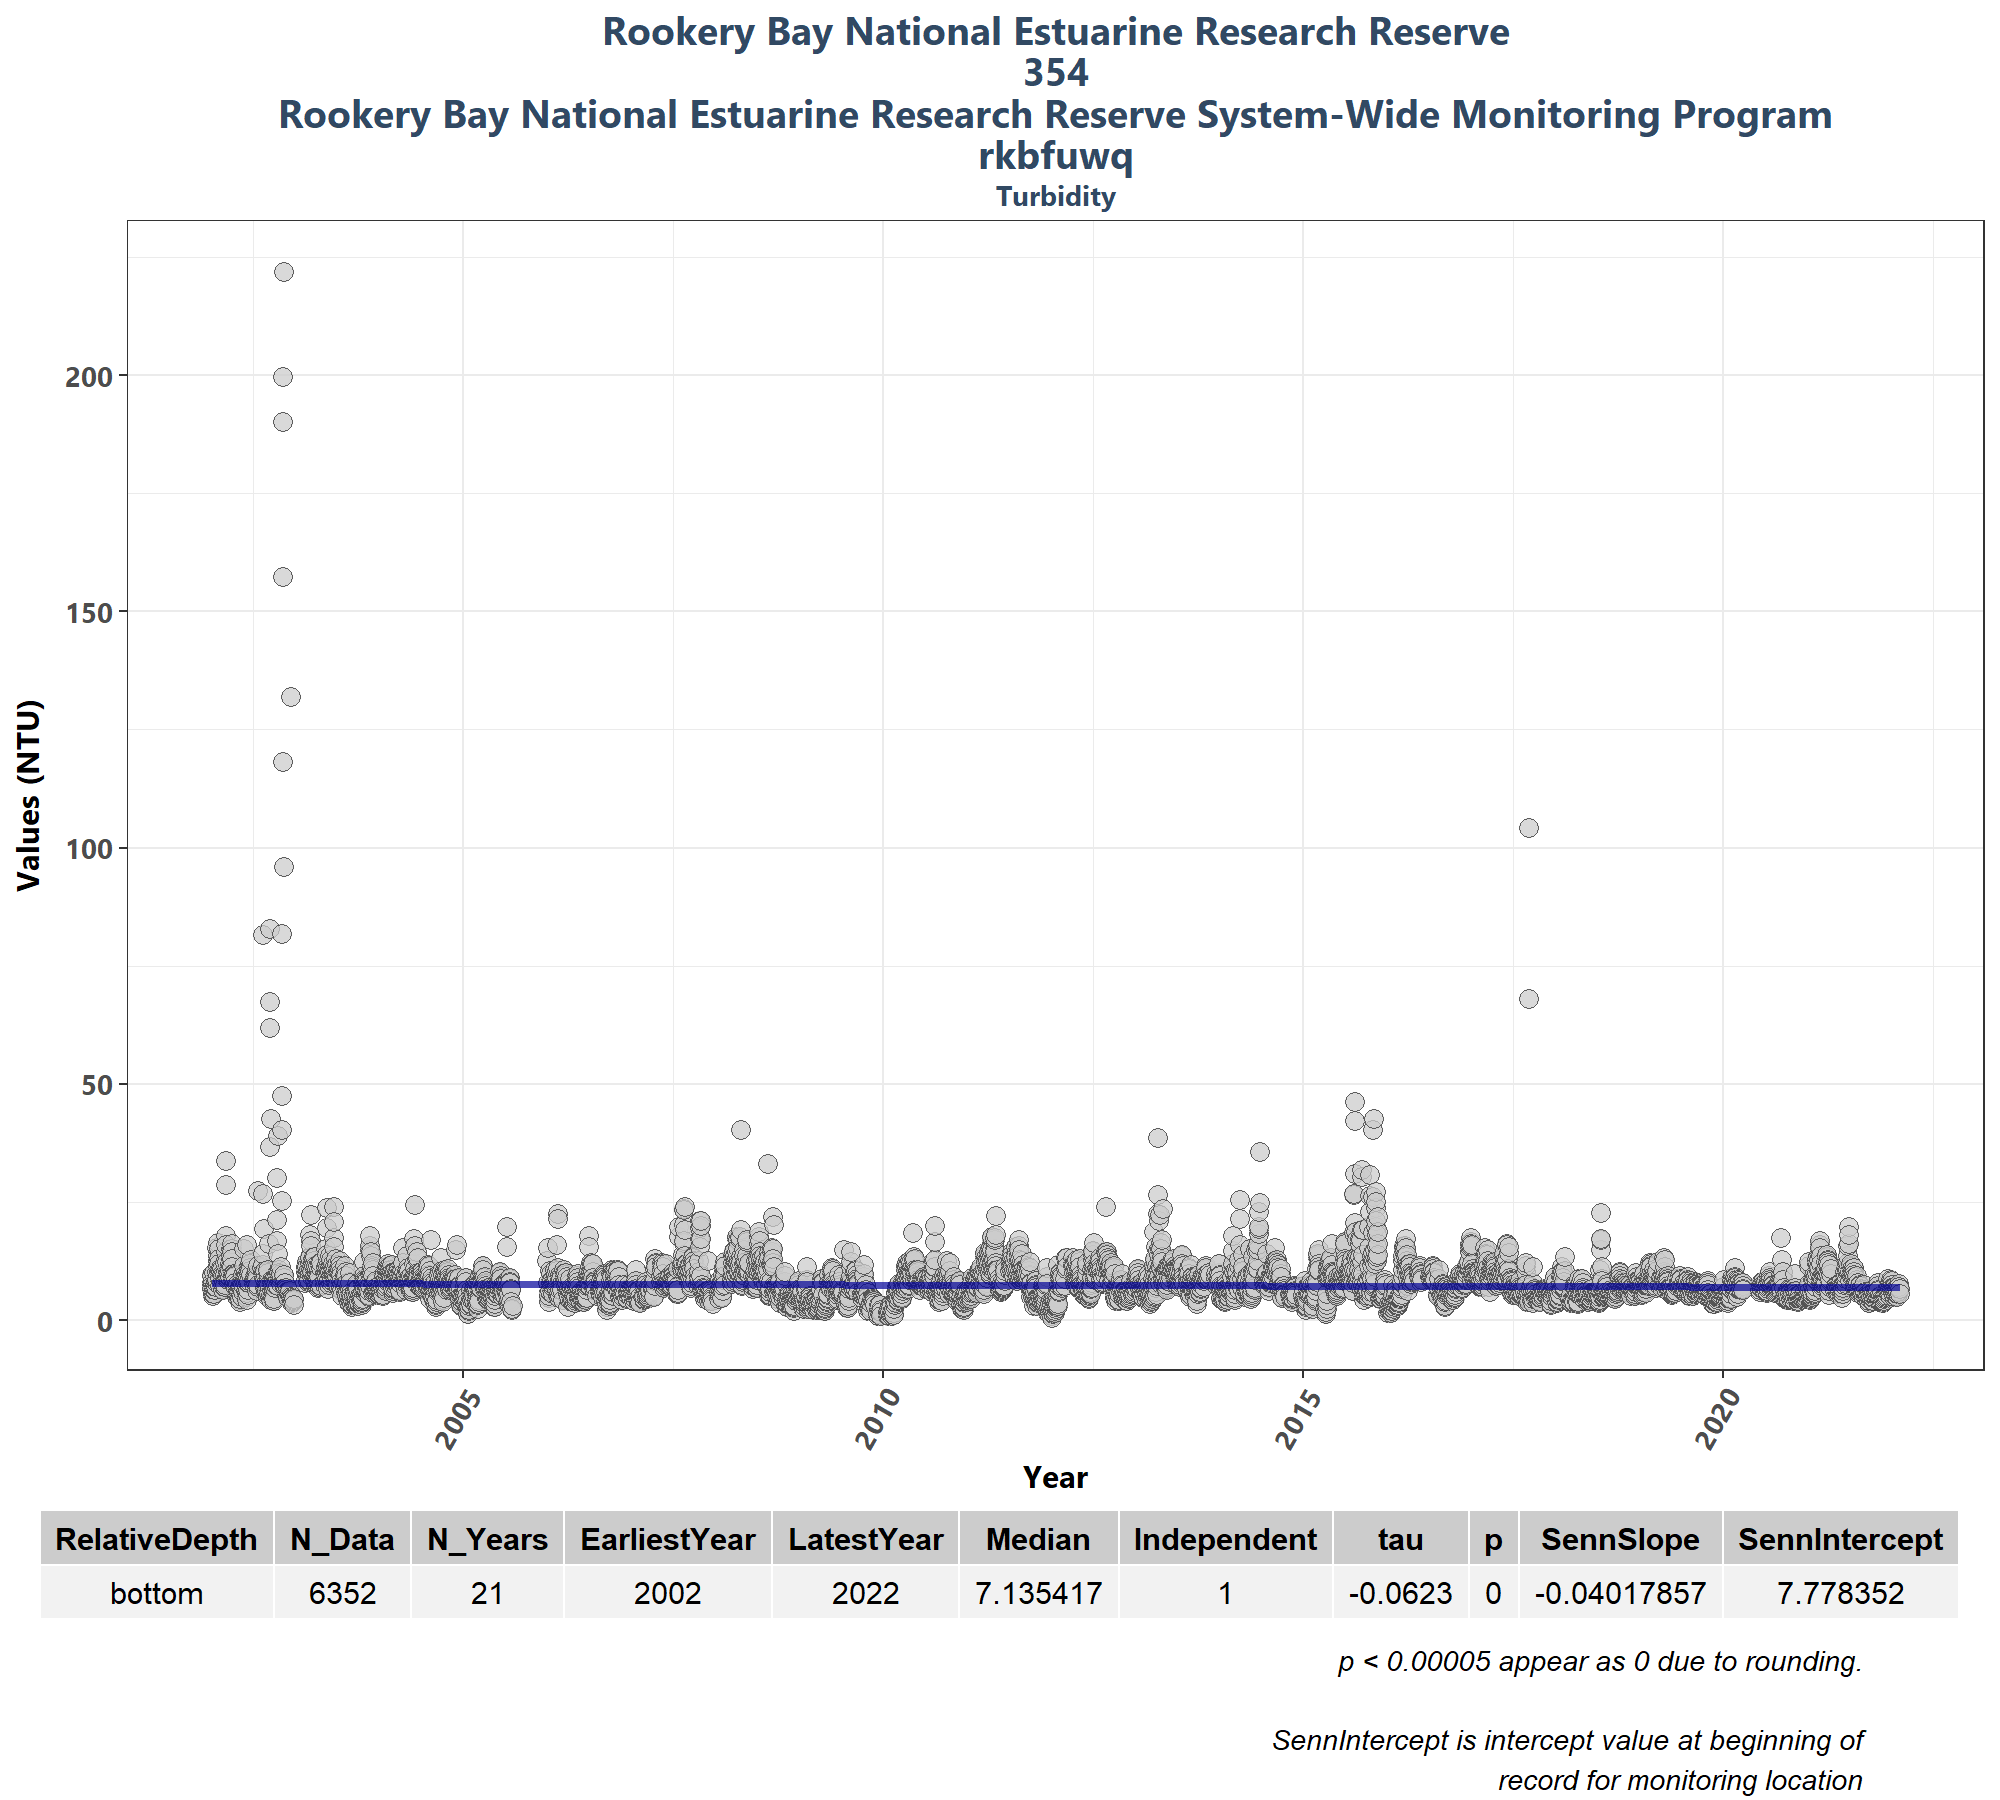 Rookery Bay National Estuarine Research Reserve
354
Rookery Bay National Estuarine Research Reserve System-Wide Monitoring Program
rkbfuwq
Turbidity
Values (NTU)
200
150
100
50
0
2005
2010
2015
2020
Year
RelativeDepth N_Data N_Years EarliestYear LatestYear Median Independent tau p SennSlope SennIntercept
bottom 6352 21 2002 2022 7.135417 1 -0.0623 0 -0.04017857 7.778352
p < 0.00005 appear as 0 due to rounding.
SennIntercept is intercept value at beginning of
record for monitoring location